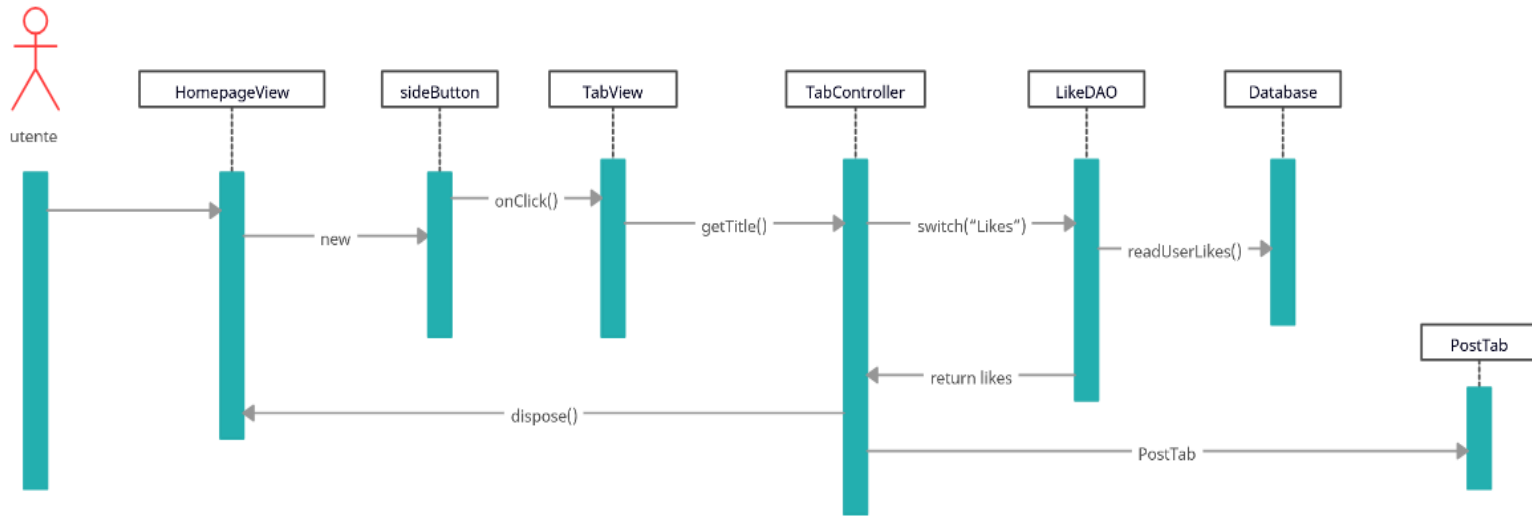 utente
HomepageView
sideButton
TabView
TabController
LikeDAO
Database
onClick()
getTitle()
switch(“Likes”)
new
readUserLikes()
PostTab
return likes
dispose()
PostTab